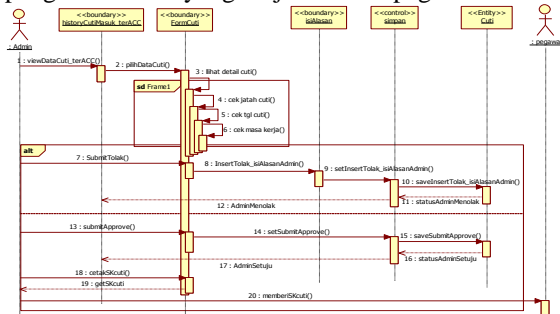 <<boundary>>
historyCutiMasuk_terACC
<<boundary>>
FormCuti
<<boundary>>
isiAlasan
<<control>>
simpan
<<Entity>>
Cuti
: Admin
: pegawa
1 : viewDataCuti_terACC()
2 : pilihDataCuti()
3 : lihat detail cuti()
sd Frame1
4 : cek jatah cuti()
5 : cek tgl cuti()
6 : cek masa kerja()
alt
7 : SubmitTolak()
8 : InsertTolak_isiAlasanAdmin()
9 : setInsertTolak_isiAlasanAdmin()
10 : saveInsertTolak_isiAlasanAdmin()
11 : statusAdminMenolak
12 : AdminMenolak
13 : submitApprove()
14 : setSubmitApprove()
15 : saveSubmitApprove()
16 : statusAdminSetuju
17 : AdminSetuju
18 : cetakSKcuti()
19 : getSKcuti
20 : memberiSKcuti()